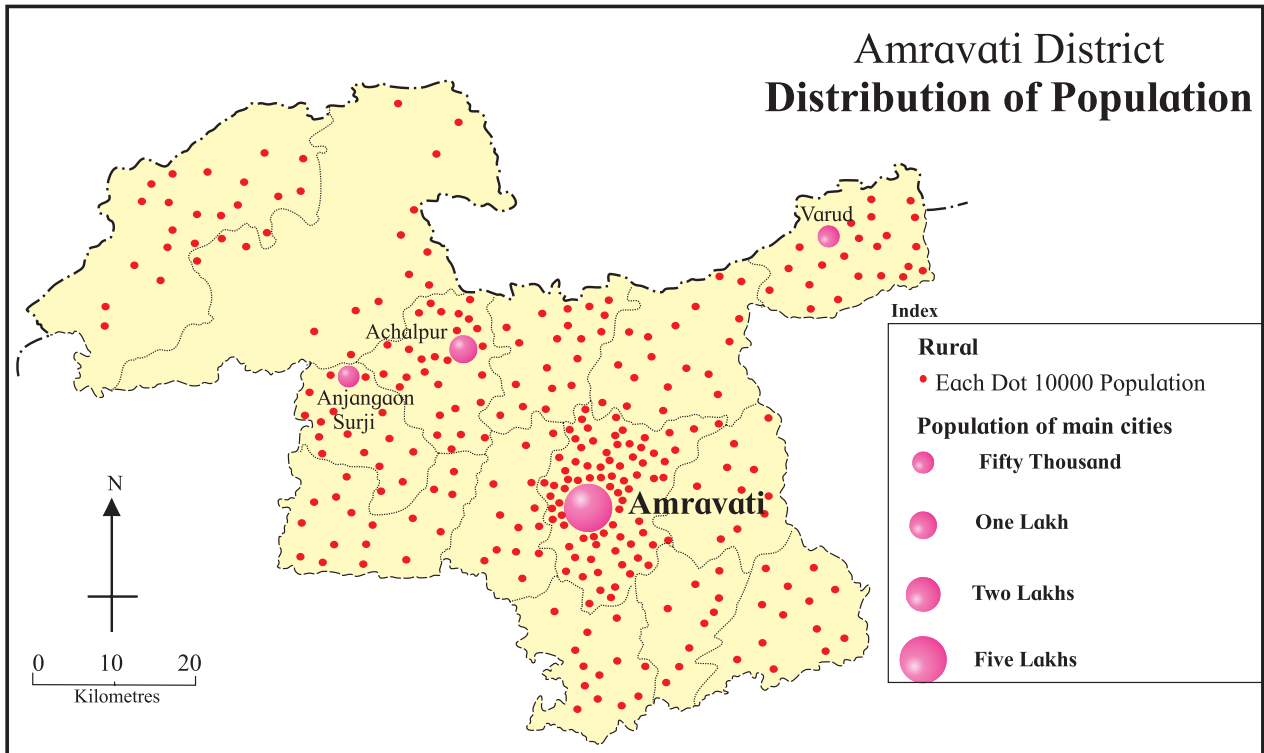 Amravati District
Distribution of Population
Varud
Achalpur
Anjangaon
Surji
Amravati
N
0 10 20
Kilometres
Index
Rural
Each Dot 10000 Population
Population of main cities
Fifty Thousand
One Lakh
Two Lakhs
Five Lakhs